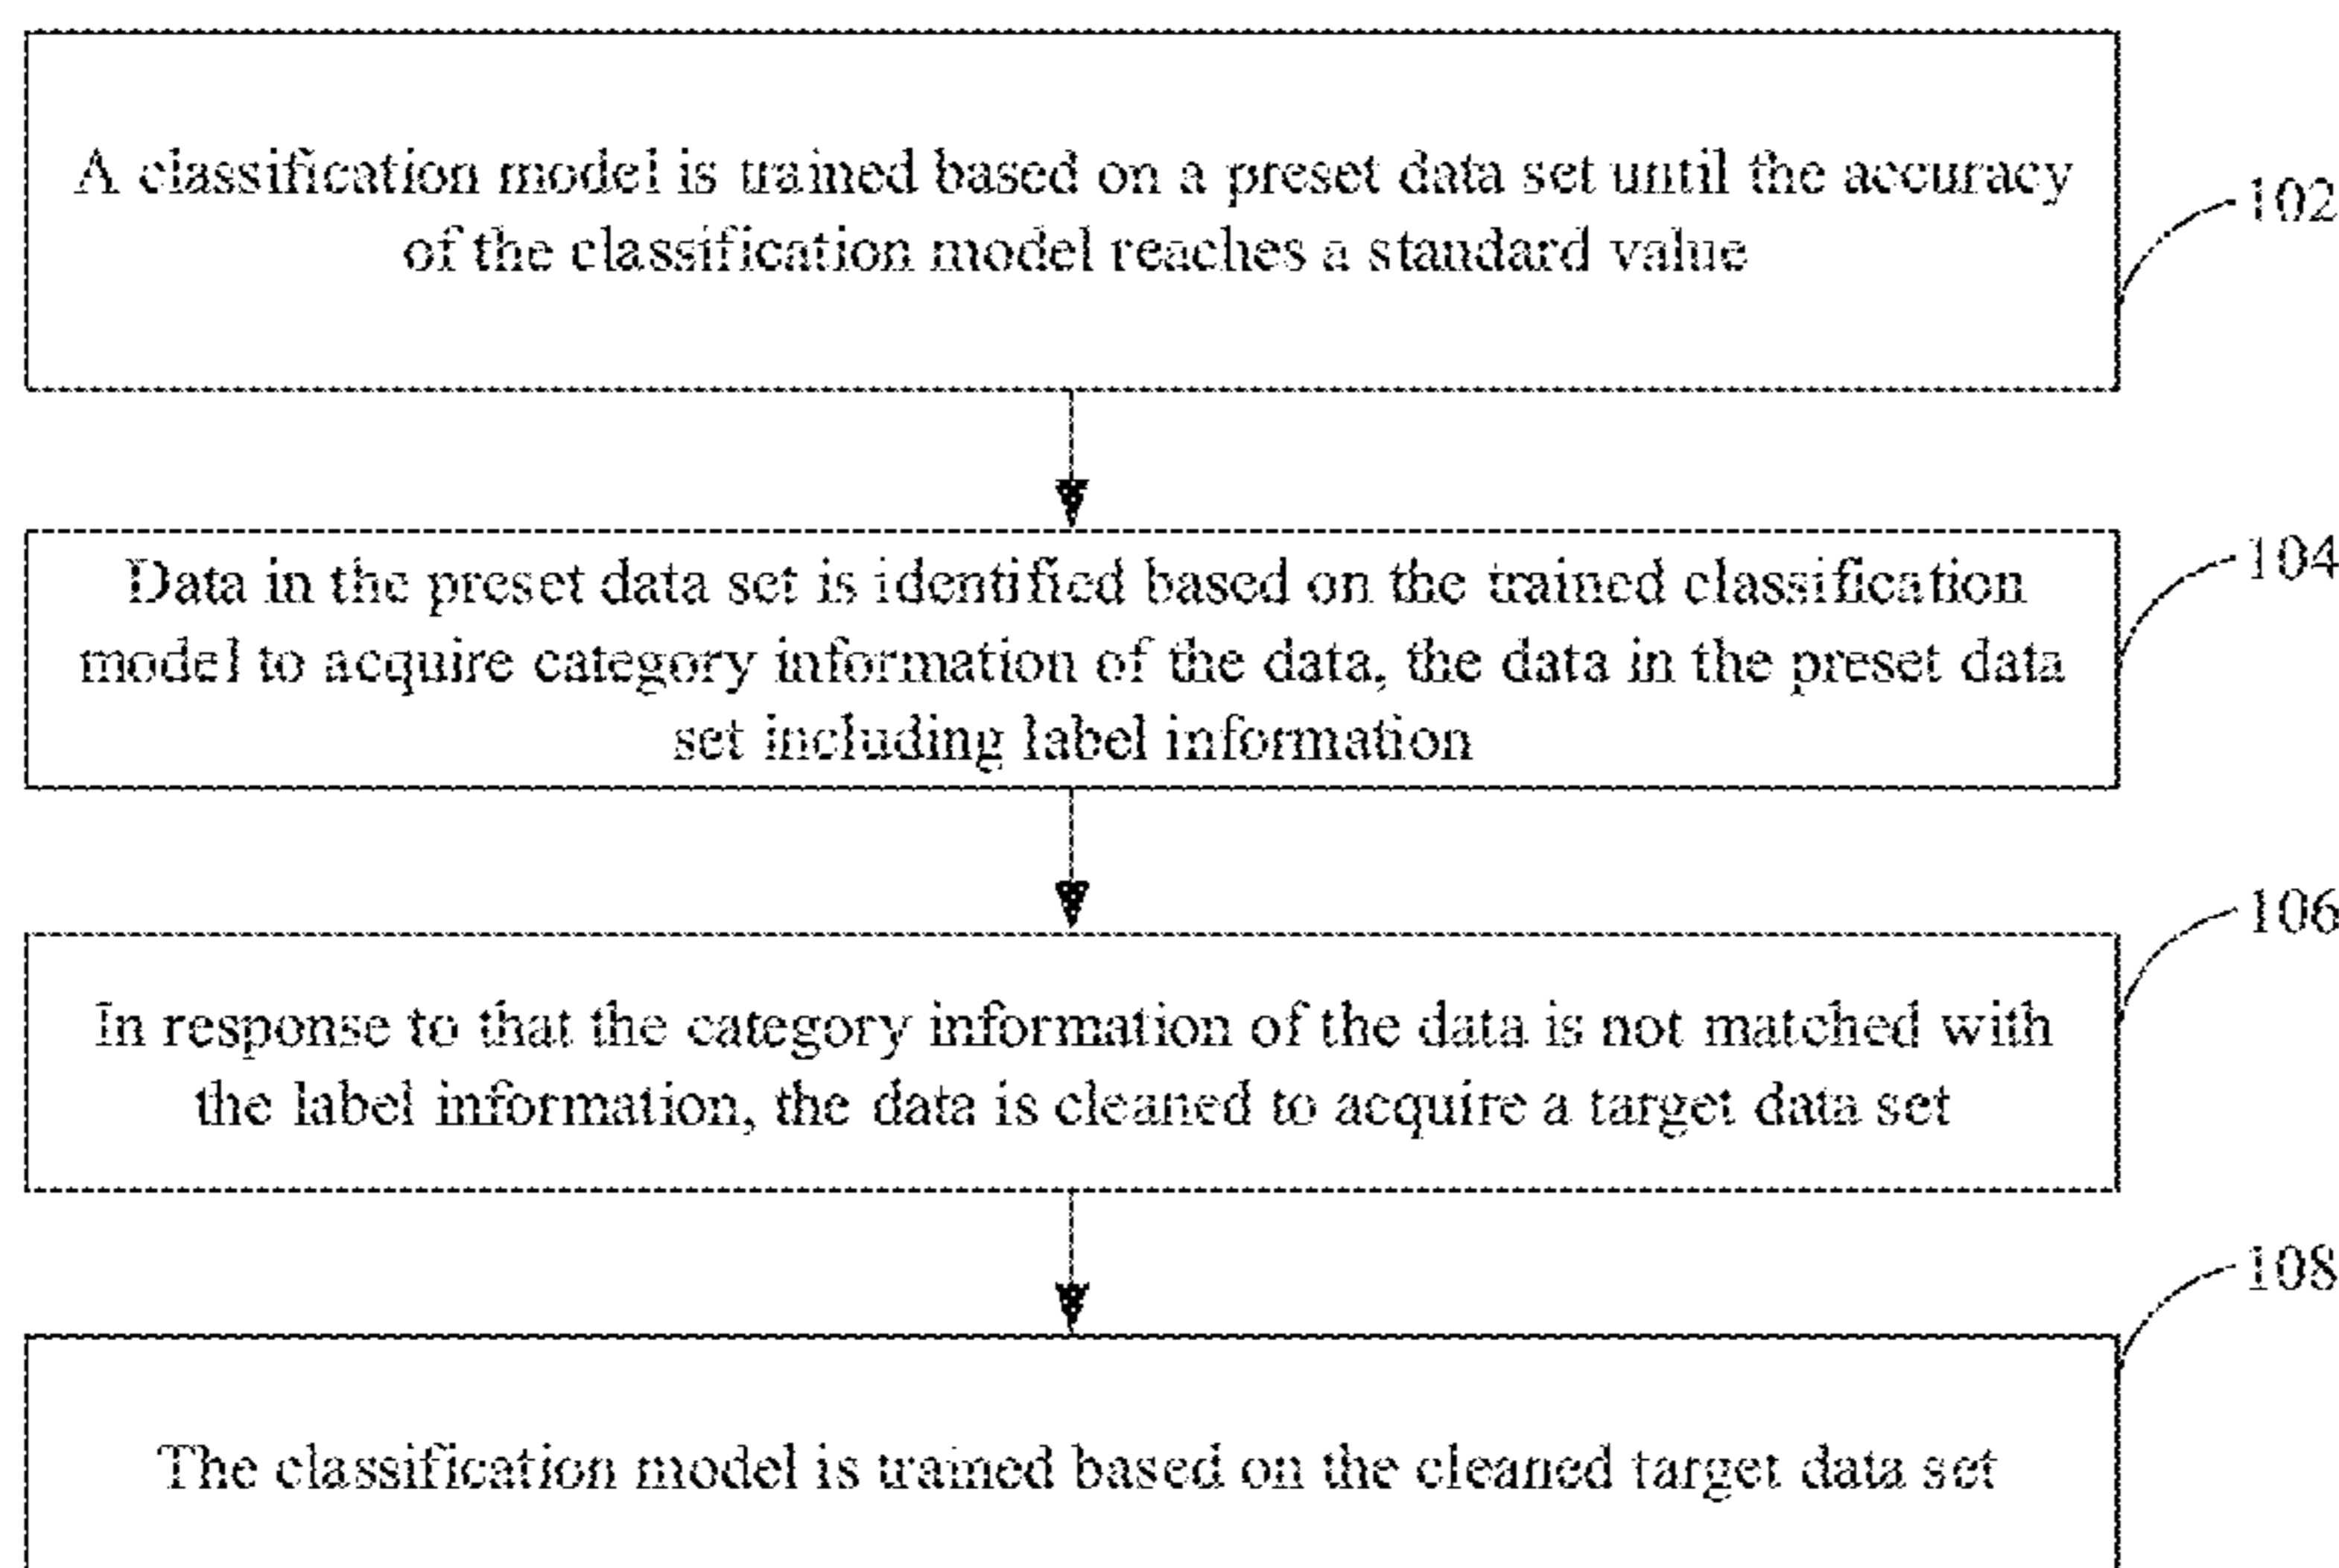 A classification model is trained based on a preset data set until the accuracy
of the classification model reaches a standard value
102
Data in the preset data set is identified based on the trained classification
model to acquire category information of the data, the data in the preset data
set including label information
104
In response to that the category information of the data is not matched with
the label information, the data is cleaned to acquire a target data set
106
The classification model is trained based on the cleaned target data set
108